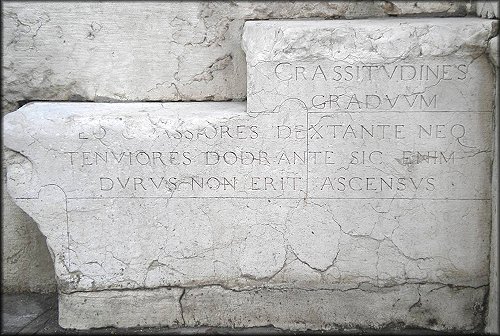 CRASSITVDINES
GRADVVM
CRASSIORES DEXTANTE NEQ
TENVIORES DODRANTE SIC ENIM
DVRVS NON ERIT ASCENSVS